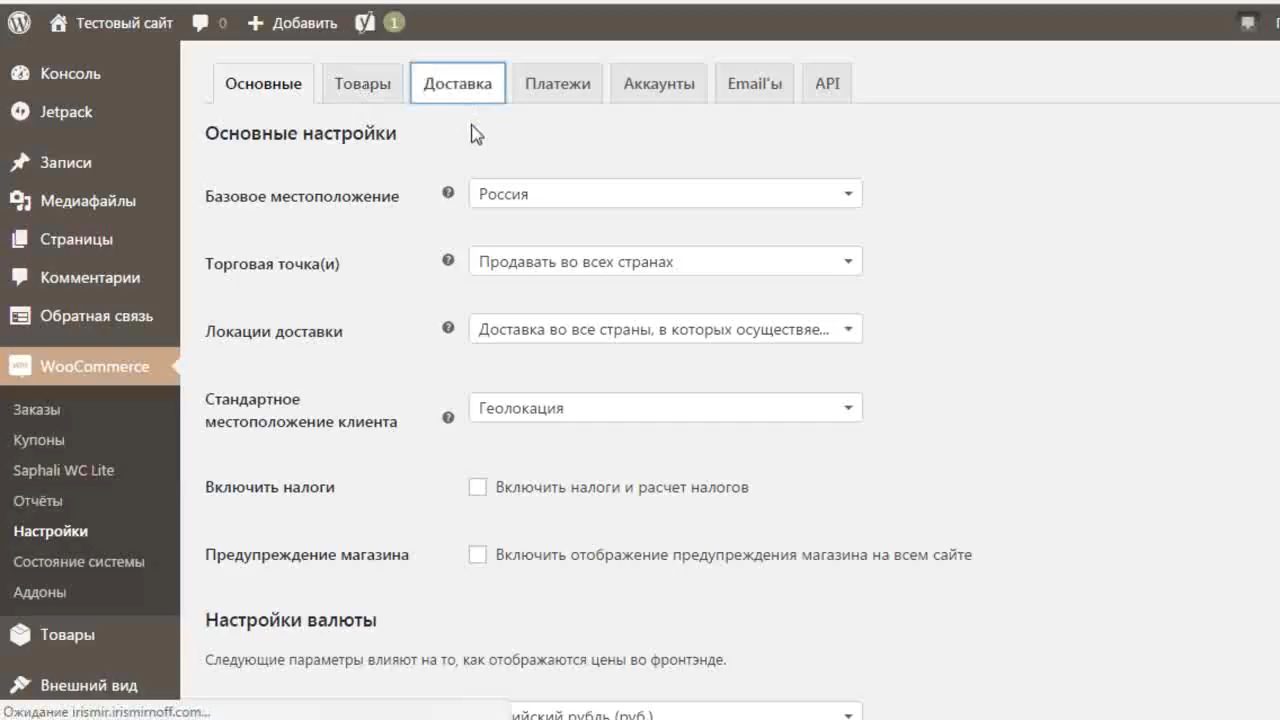 Тестовый сайт 0 Добавить 1
Консоль
Jetpack
Записи
Медиафайлы
Страницы
Комментарии
Обратная связь
WooCommerce
Заказы
Купоны
Saphali WC Lite
Отчёты
Настройки
Состояние системы
Аддоны
Товары
Внешний вид
Ожидание irismir.irismirnoff.com...
Основные Товары Доставка Платежи Аккаунты Email'ы API
Основные настройки
Базовое местоположение Россия
Торговая точка(и) Продавать во всех странах
Локации доставки Доставка во все страны, в которых осуществляе...
Стандартное
местоположение клиента Геолокация
Включить налоги Включить налоги и расчет налогов
Предупреждение магазина Включить отображение предупреждения магазина на всем сайте
Настройки валюты
Следующие параметры влияют на то, как отображаются цены во фронтэнде.
ийский рубль (руб.)